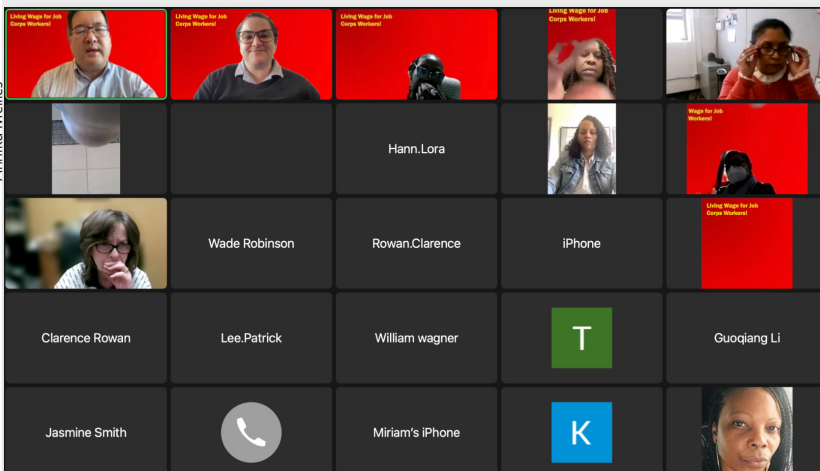 Living Wage for Job
Corps Workers!
Living Wage for Job
Corps Workers!
Living Wage for Job
Corps Workers!
Living Wage for Job
Corps Workers!
Hann.Lora
Wage for Job
Workers!
Wade Robinson
Rowan.Clarence
iPhone
Living Wage for Job
Corps Workers!
Clarence Rowan
Lee.Patrick
William wagner
T
Guoqiang Li
Jasmine Smith
Miriam's iPhone
K